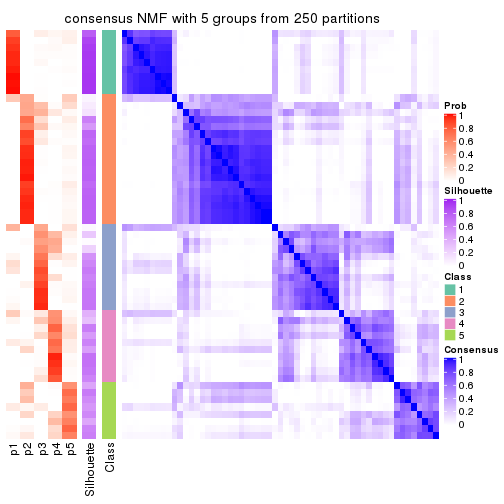 consensus NMF with 5 groups from 250 partitions
Prob
1
0.8
0.6
0.4
0.2
0
Silhouette
1
0.8
0.6
0.4
0.2
0
Class
1
2
3
4
5
Consensus
1
0.8
0.6
0.4
0.2
0
p1
p2
p3
p4
p5
Silhouette
Class